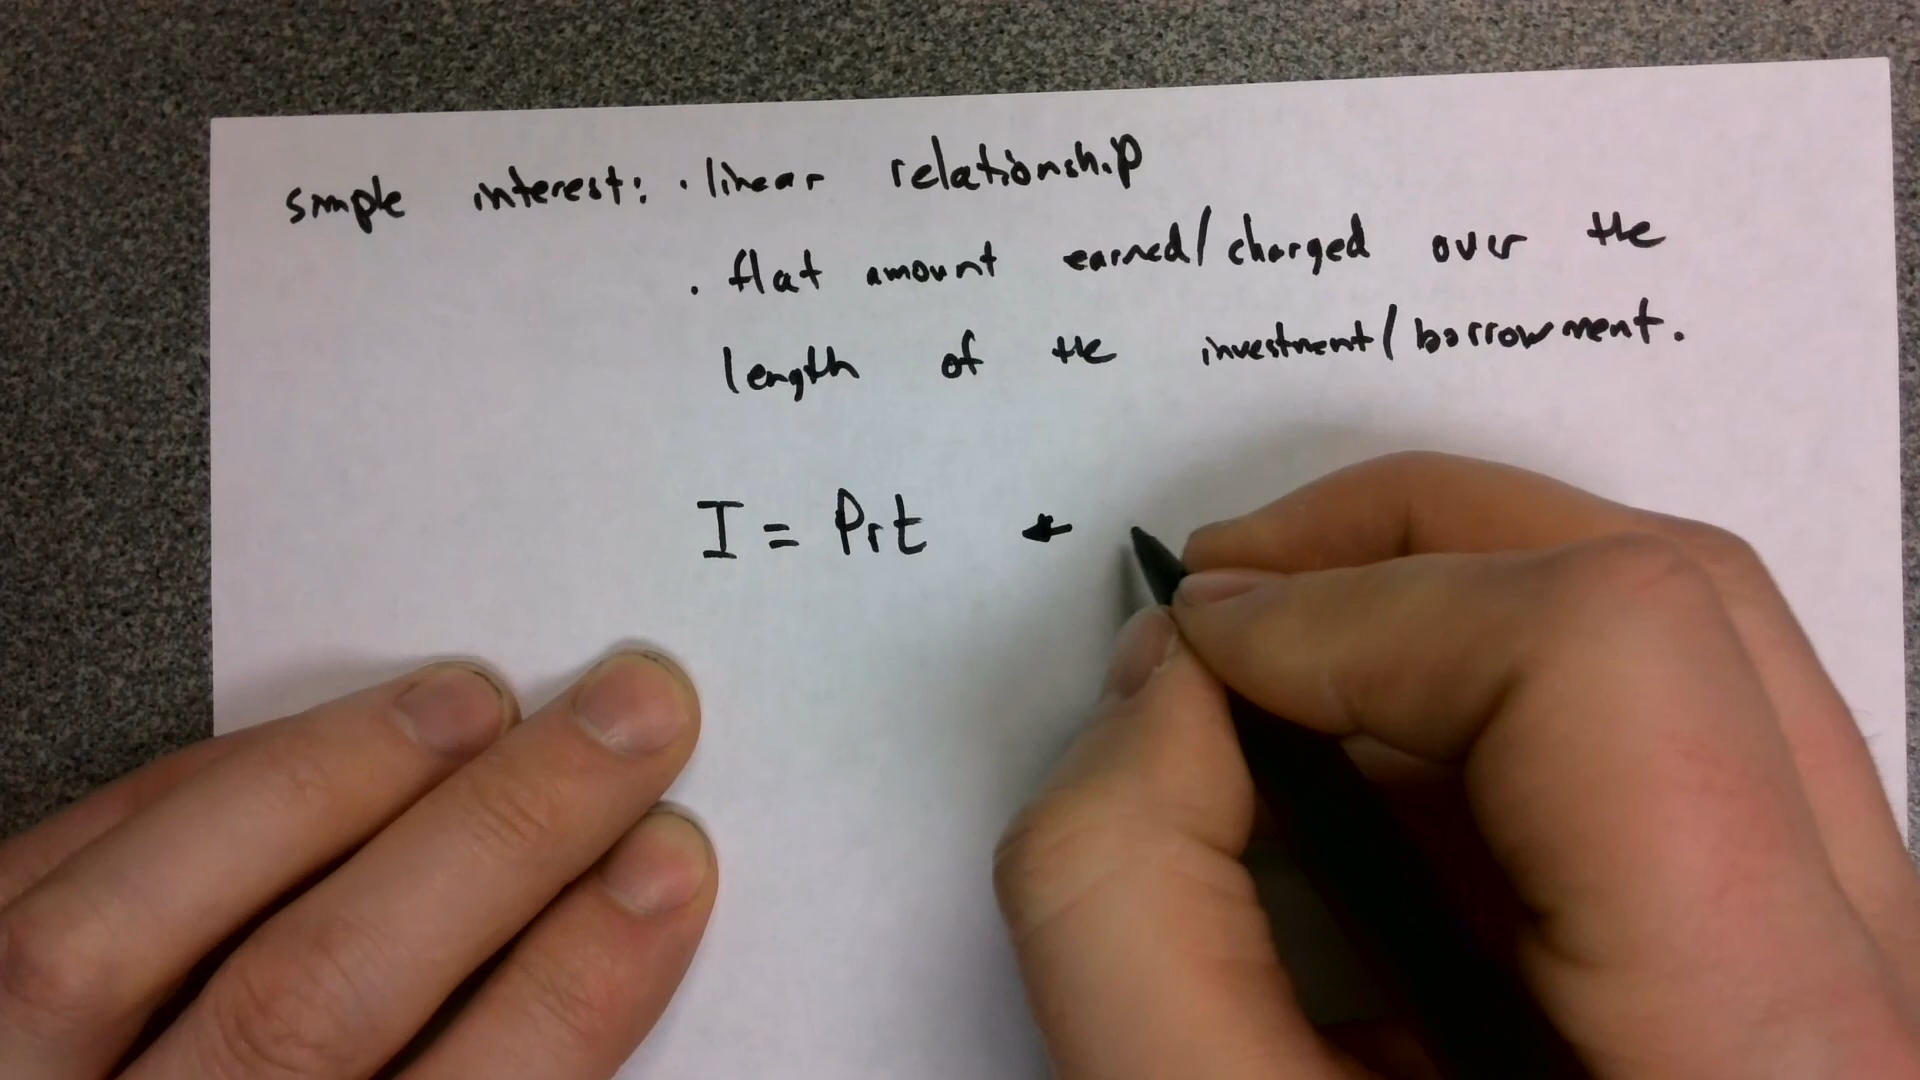 simple interest: · linear relationship
· flat amount earned/charged over the
length of the investment/borrowment.
I = Prt ←